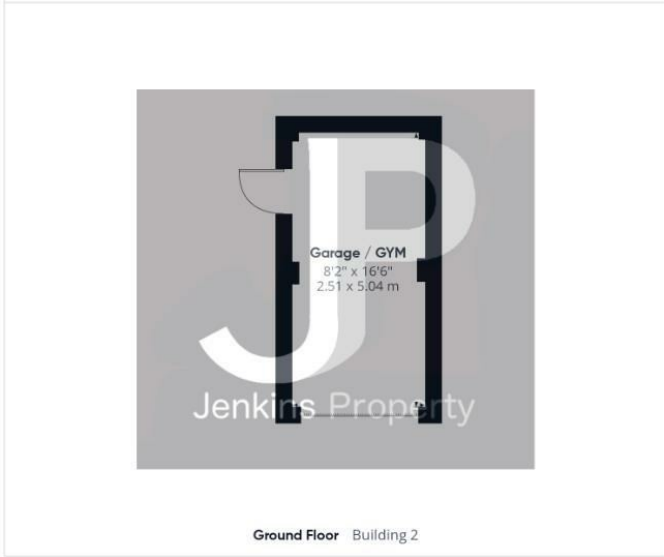 Garage / GYM
8'2" x 16'6"
2.51 x 5.04 m
JP
Jenkins Property
Ground Floor Building 2